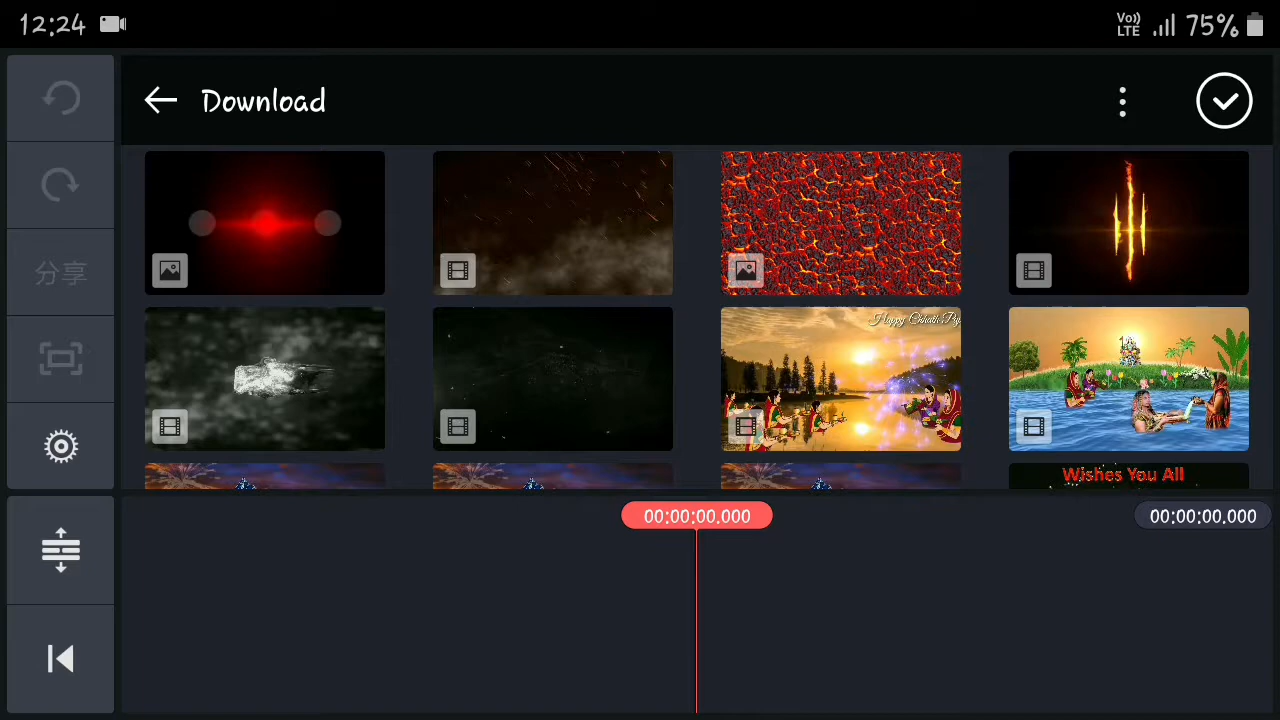 12:24
Vo)) LTE 75%
Download
分享
Happy Chhath
Wishes You All
00:00:00.000
00:00:00.000